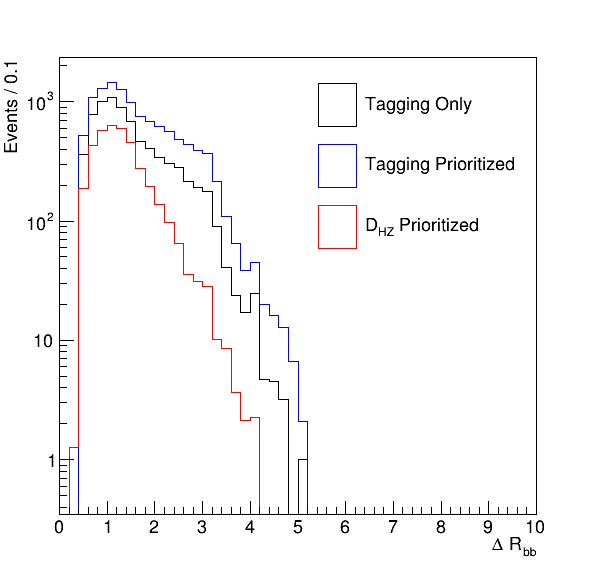 Events / 0.1
10³
10²
10
1
Tagging Only
Tagging Prioritized
D_HZ Prioritized
0 1 2 3 4 5 6 7 8 9 10
Δ R_bb